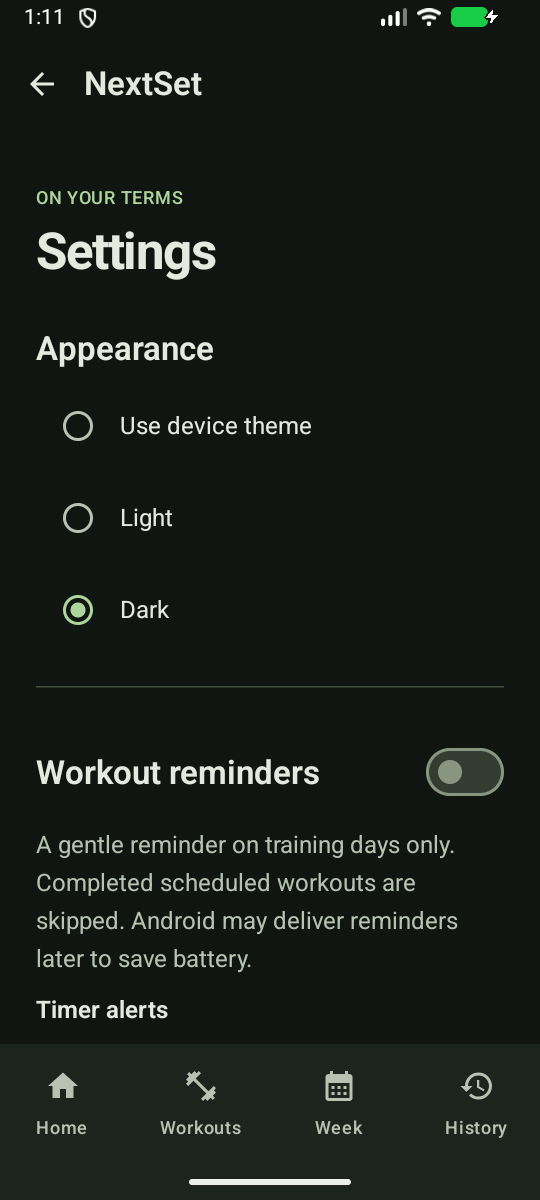 1:11
NextSet
ON YOUR TERMS
Settings
Appearance
Use device theme
Light
Dark
Workout reminders
A gentle reminder on training days only.
Completed scheduled workouts are
skipped. Android may deliver reminders
later to save battery.
Timer alerts
Home
Workouts
Week
History